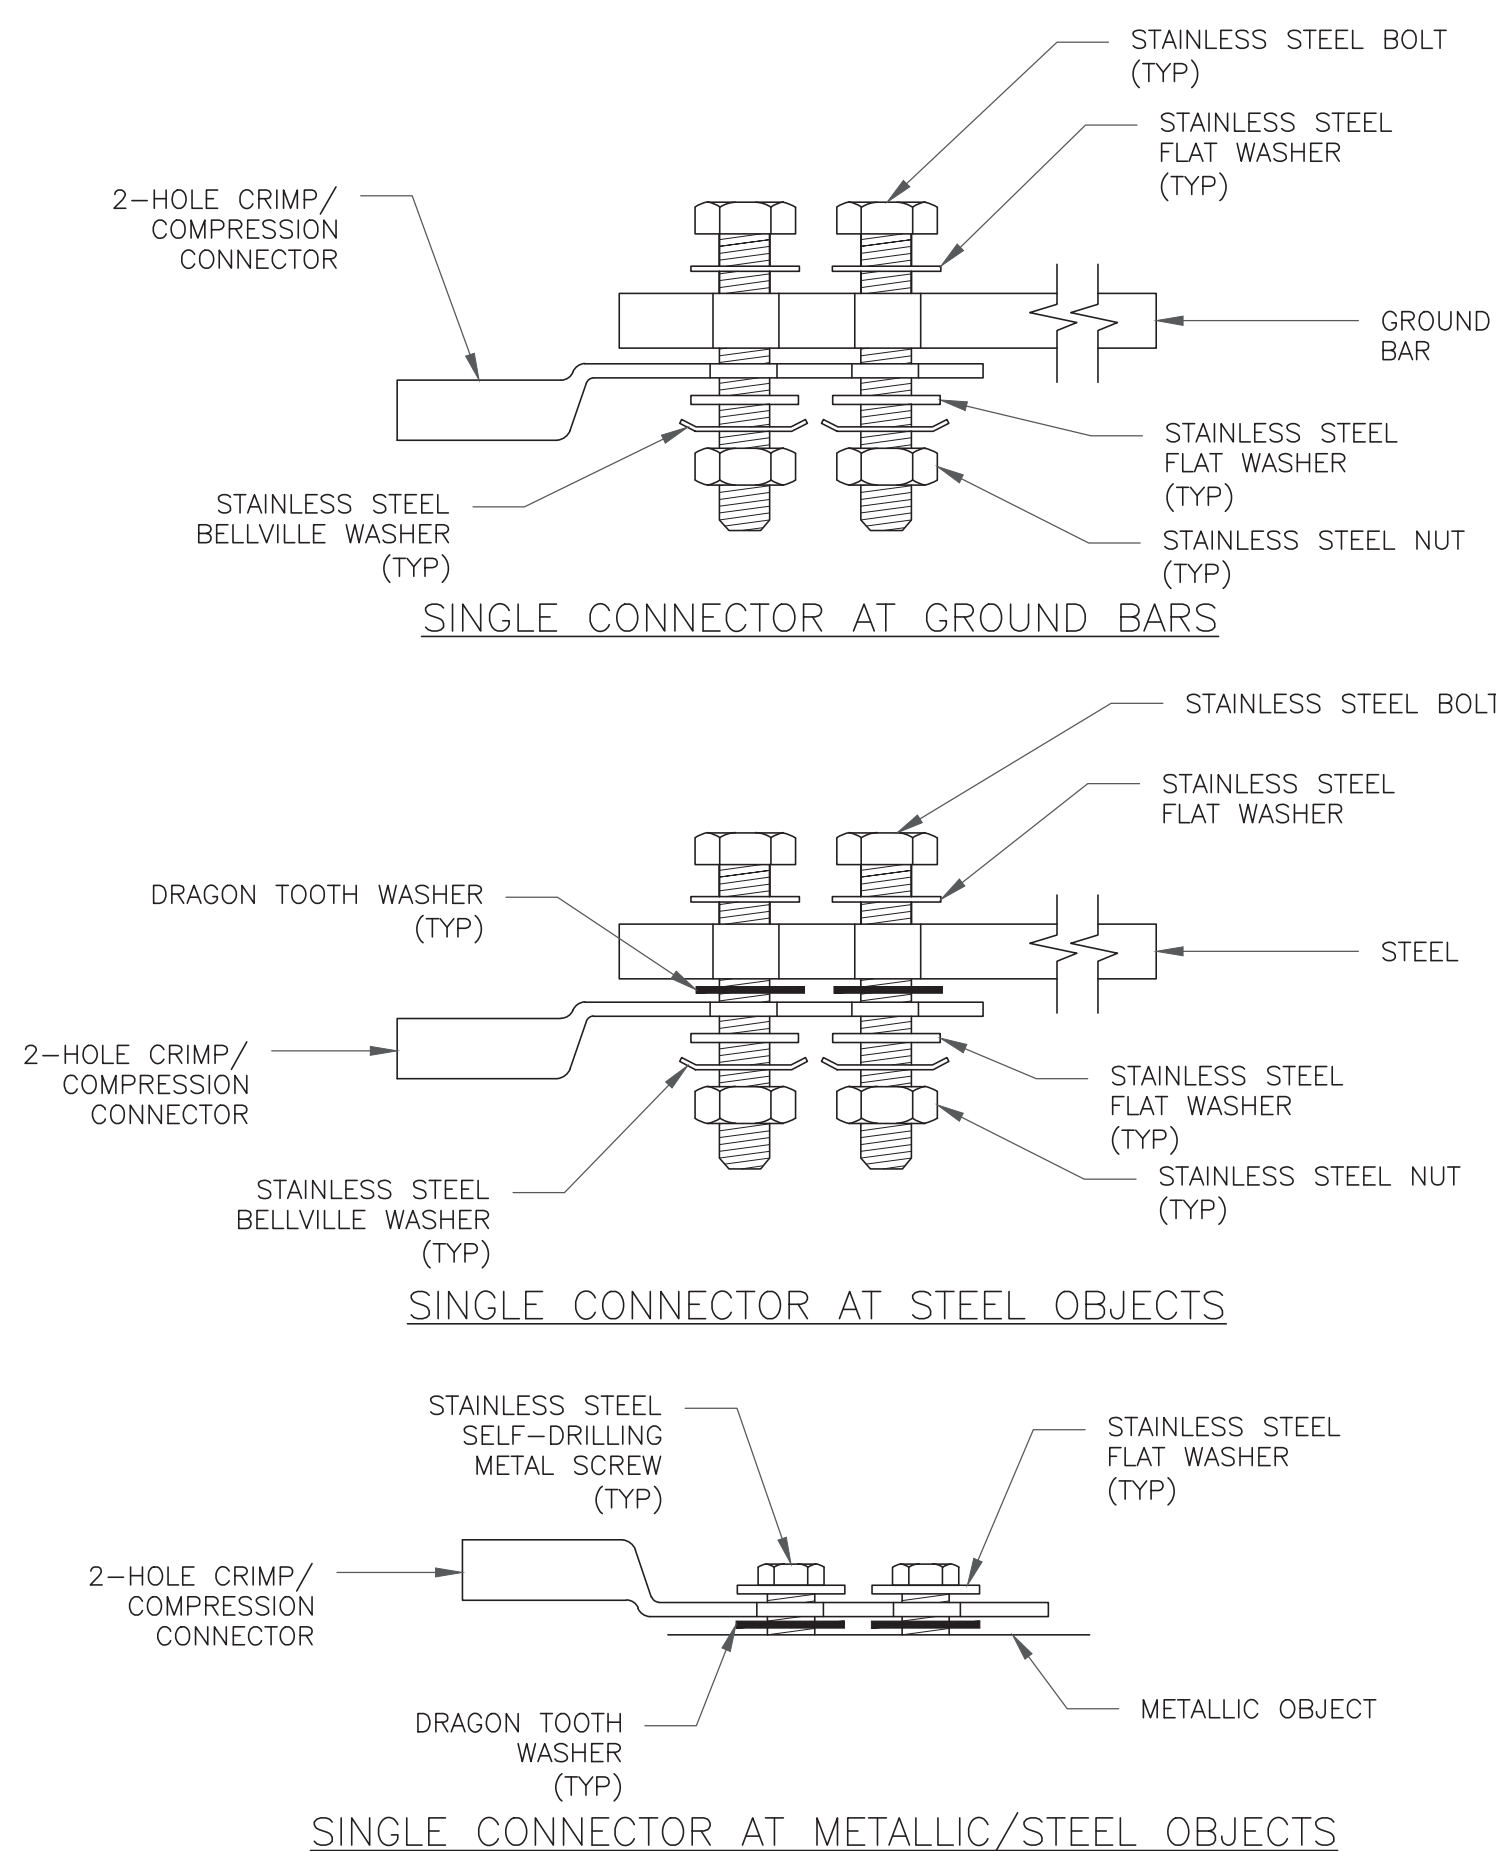 STAINLESS STEEL BOLT
(TYP)
STAINLESS STEEL
FLAT WASHER
(TYP)
2-HOLE CRIMP/
COMPRESSION
CONNECTOR
GROUND
BAR
STAINLESS STEEL
FLAT WASHER
(TYP)
STAINLESS STEEL
BELLVILLE WASHER
(TYP)
STAINLESS STEEL NUT
(TYP)
SINGLE CONNECTOR AT GROUND BARS
STAINLESS STEEL BOLT
STAINLESS STEEL
FLAT WASHER
DRAGON TOOTH WASHER
(TYP)
STEEL
2-HOLE CRIMP/
COMPRESSION
CONNECTOR
STAINLESS STEEL
FLAT WASHER
(TYP)
STAINLESS STEEL NUT
(TYP)
STAINLESS STEEL
BELLVILLE WASHER
(TYP)
SINGLE CONNECTOR AT STEEL OBJECTS
STAINLESS STEEL
SELF-DRILLING
METAL SCREW
(TYP)
STAINLESS STEEL
FLAT WASHER
(TYP)
2-HOLE CRIMP/
COMPRESSION
CONNECTOR
METALLIC OBJECT
DRAGON TOOTH
WASHER
(TYP)
SINGLE CONNECTOR AT METALLIC/STEEL OBJECTS